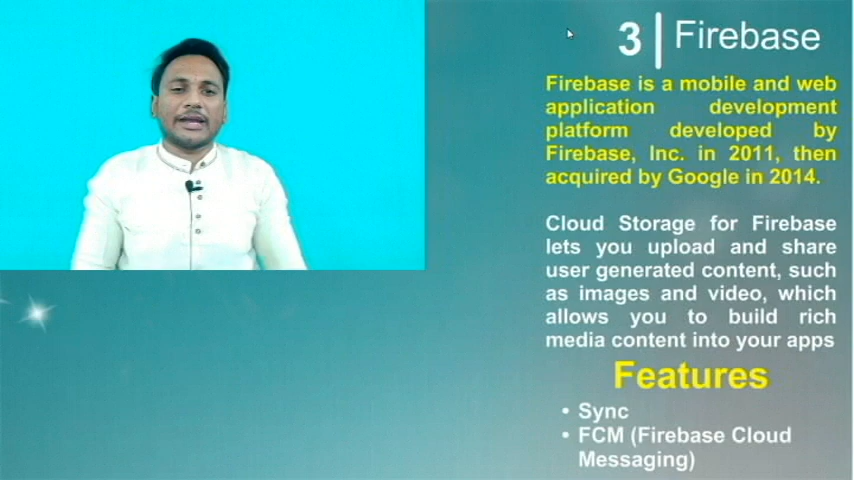 3 | Firebase
Firebase is a mobile and web
application development
platform developed by
Firebase, Inc. in 2011, then
acquired by Google in 2014.
Cloud Storage for Firebase
lets you upload and share
user generated content, such
as images and video, which
allows you to build rich
media content into your apps
Features
• Sync
• FCM (Firebase Cloud
Messaging)